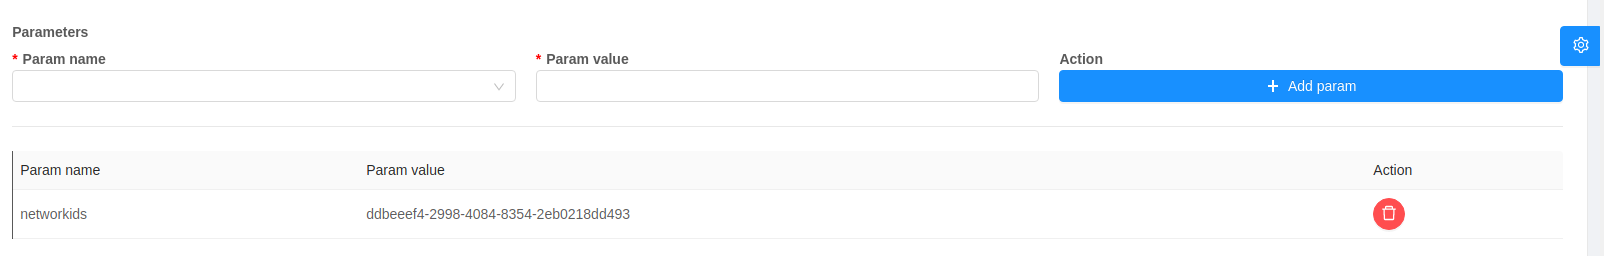 Parameters
* Param name
* Param value
Action
Add param
Param name Param value Action
networkids ddbeeef4-2998-4084-8354-2eb0218dd493